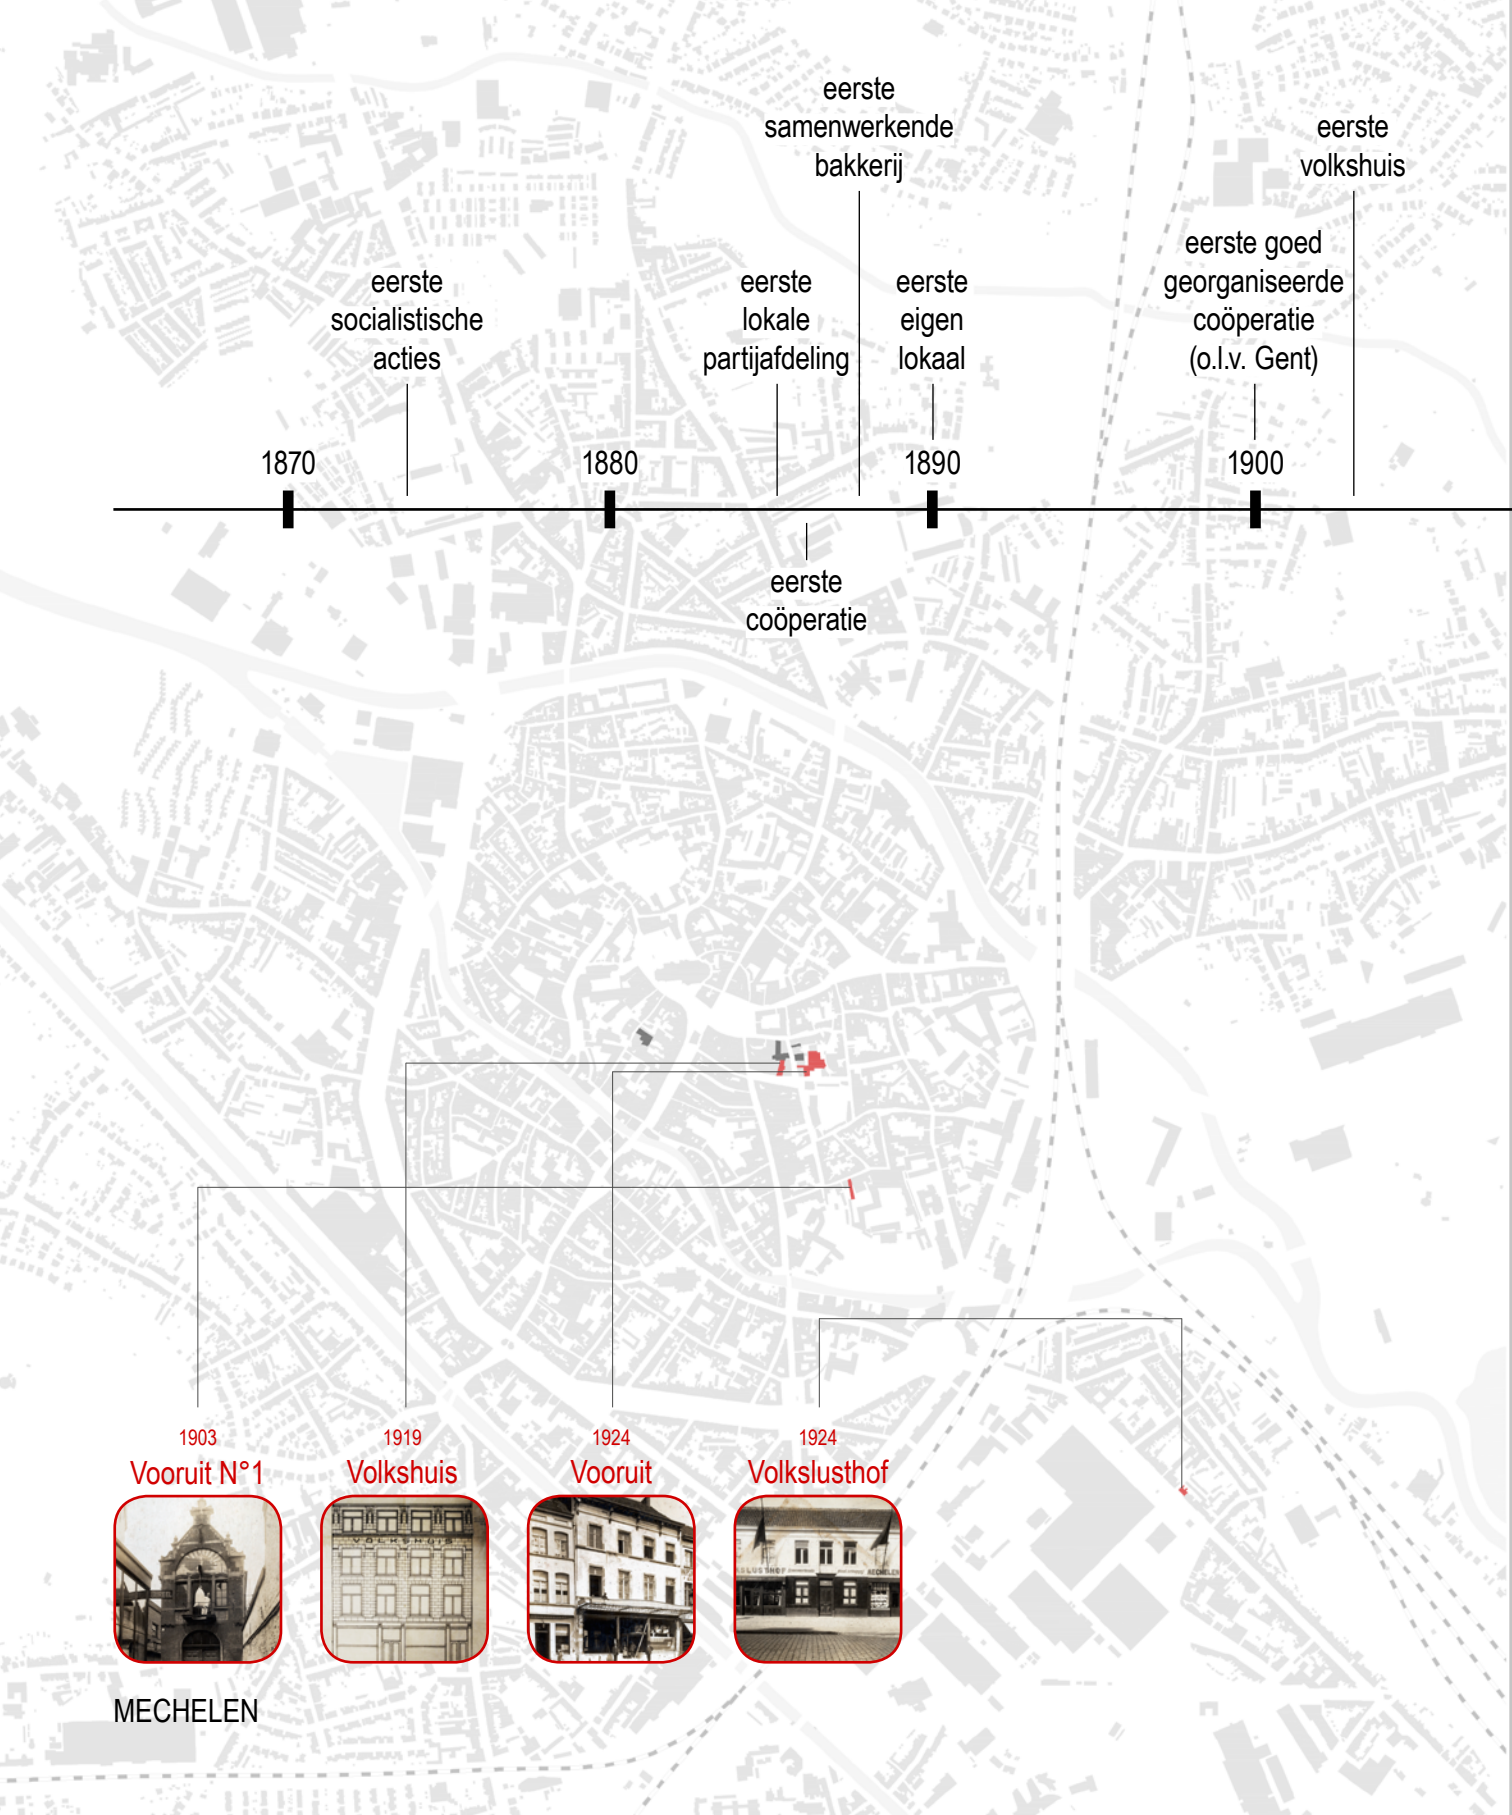 eerste
samenwerkende
bakkerij
eerste
volkshuis
eerste goed
georganiseerde
coöperatie
(o.l.v. Gent)
eerste
socialistische
acties
eerste
lokale
partijafdeling
eerste
eigen
lokaal
1870
1880
1890
1900
eerste
coöperatie
1903
Vooruit N°1
1919
Volkshuis
1924
Vooruit
1924
Volkslusthof
VOLKSHUIS
MECHELEN